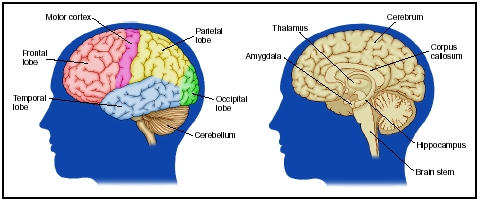 Motor cortex
Parietal
lobe
Frontal
lobe
Temporal
lobe
Occipital
lobe
Cerebellum
Thalamus
Cerebrum
Amygdala
Corpus
callosum
Hippocampus
Brain stem